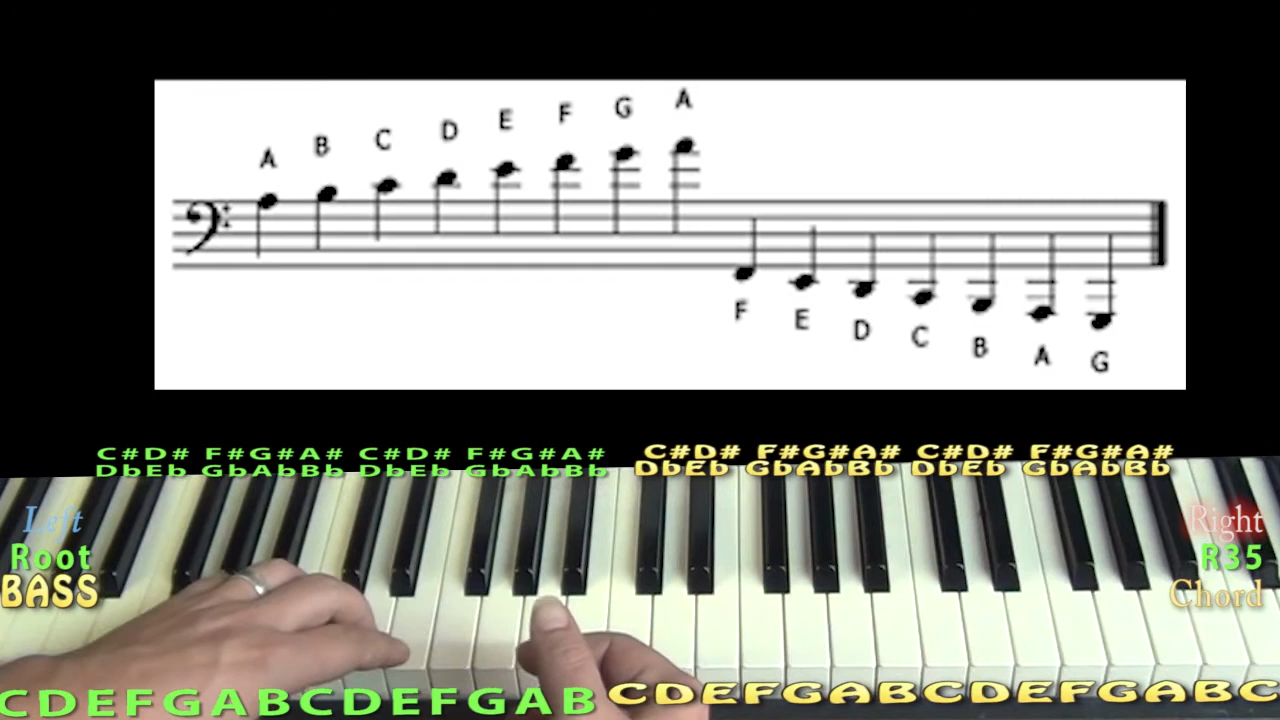 A B C D E F G A
F E D C B A G
C#D# F#G#A# C#D# F#G#A# C#D# F#G#A# C#D# F#G#A#
DbEb GbAbBb DbEb GbAbBb DbEb GbAbBb DbEb GbAbBb
Left
Root
BASS
Right
R35
Chord
CDEFGABCDEFGAB CDEFGABCDEFGABC